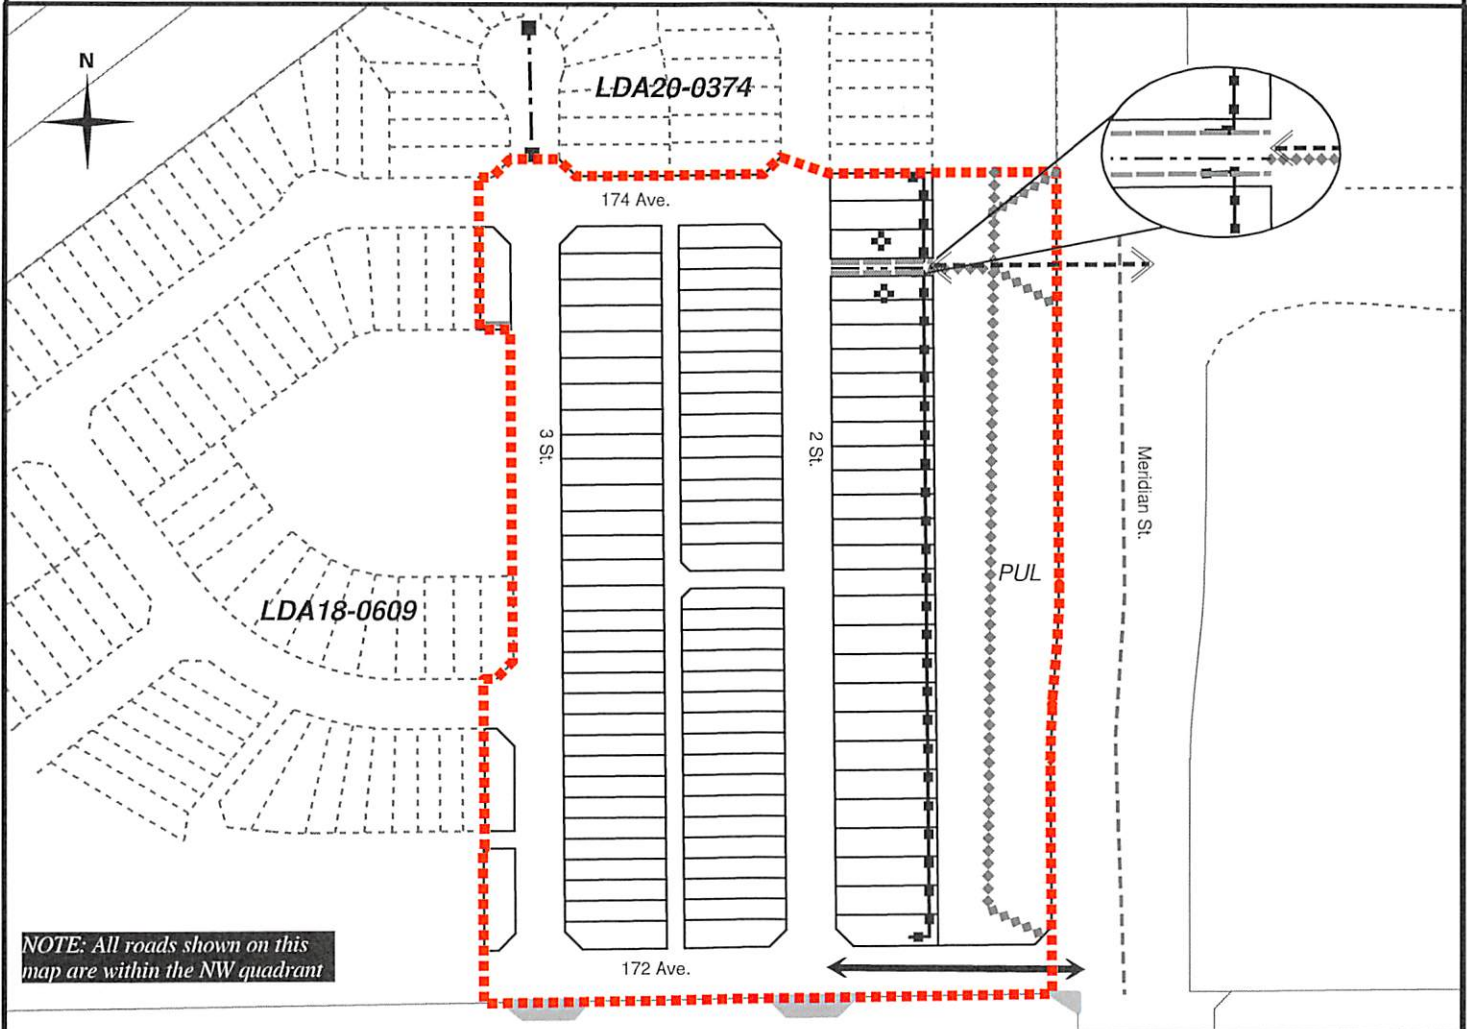 N
LDA20-0374
174 Ave.
3 St.
2 St.
Meridian St.
PUL
LDA18-0609
NOTE: All roads shown on this
map are within the NW quadrant
172 Ave.